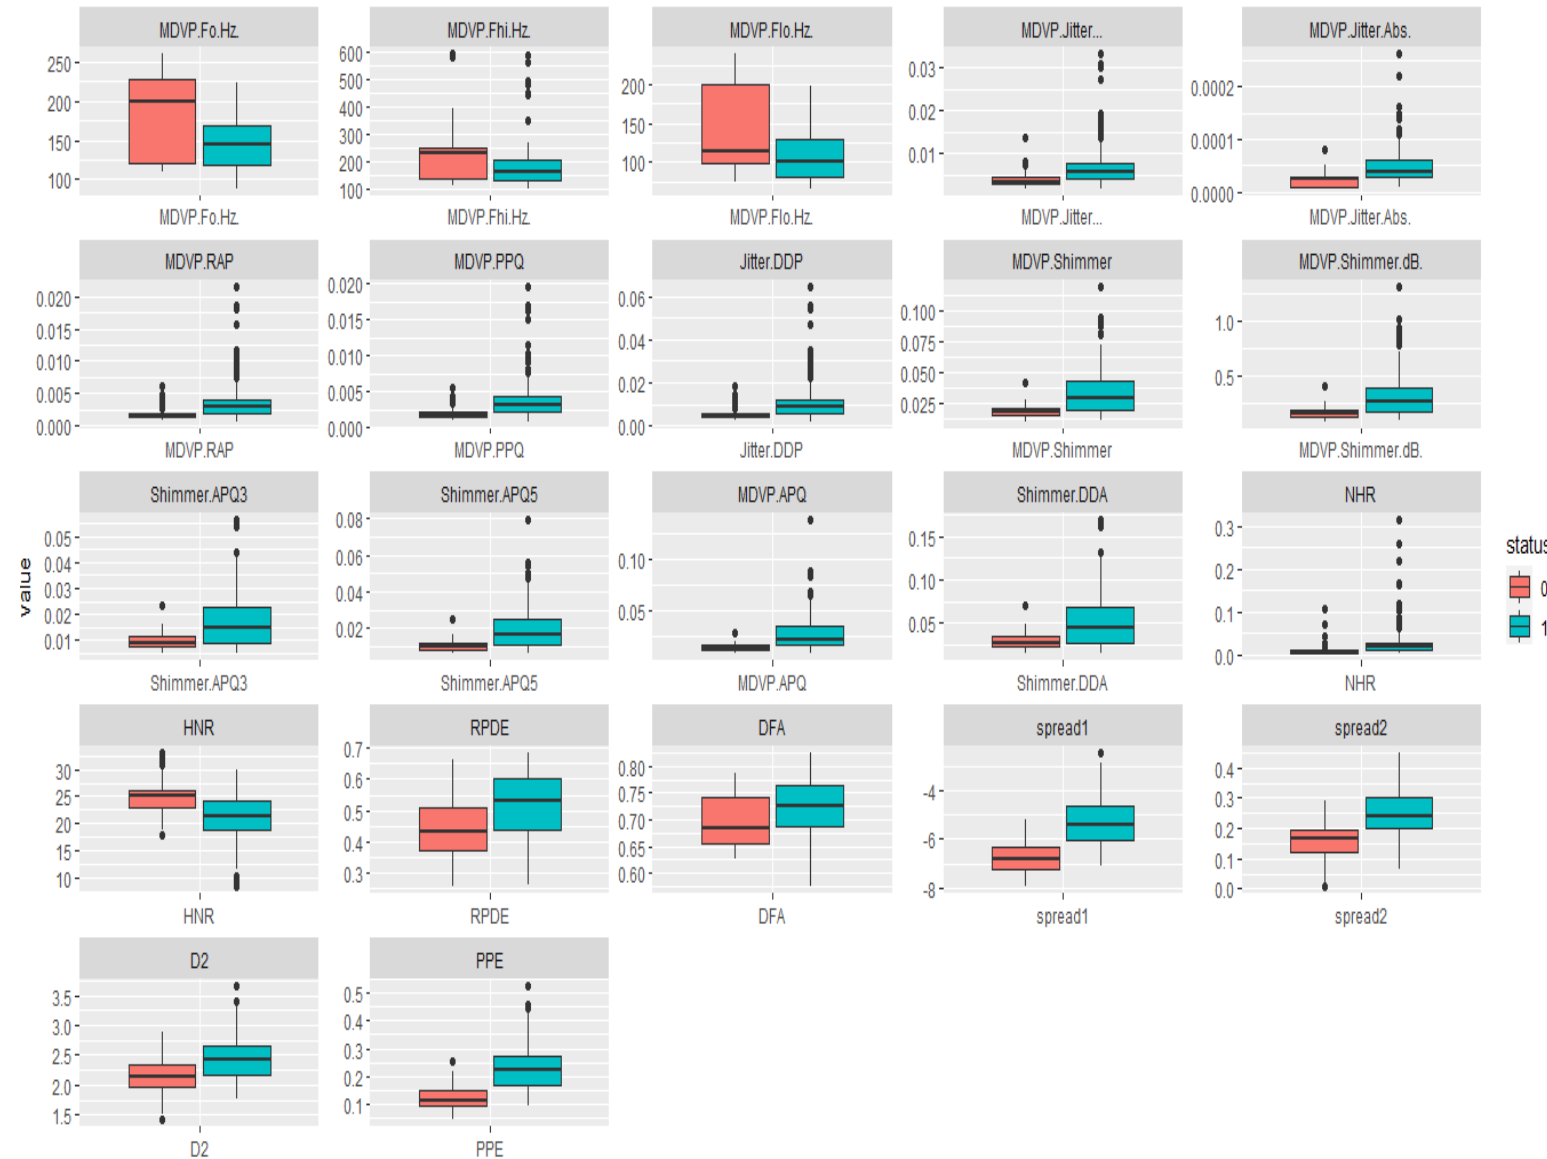 MDVP.Fo.Hz. MDVP.Fhi.Hz. MDVP.Flo.Hz. MDVP.Jitter... MDVP.Jitter.Abs.
250 200 150 100
600 500 400 300 200 100
200 150 100
0.03 0.02 0.01
0.0002 0.0001 0.0000
MDVP.Fo.Hz. MDVP.Fhi.Hz. MDVP.Flo.Hz. MDVP.Jitter... MDVP.Jitter.Abs.
MDVP.RAP MDVP.PPQ Jitter.DDP MDVP.Shimmer MDVP.Shimmer.dB.
0.020 0.015 0.010 0.005 0.000
0.020 0.015 0.010 0.005 0.000
0.06 0.04 0.02 0.00
0.100 0.075 0.050 0.025
1.0 0.5
MDVP.RAP MDVP.PPQ Jitter.DDP MDVP.Shimmer MDVP.Shimmer.dB.
Shimmer.APQ3 Shimmer.APQ5 MDVP.APQ Shimmer.DDA NHR
value
0.05 0.04 0.03 0.02 0.01
0.08 0.06 0.04 0.02
0.10 0.05
0.15 0.10 0.05
0.3 0.2 0.1 0.0
status
0
1
Shimmer.APQ3 Shimmer.APQ5 MDVP.APQ Shimmer.DDA NHR
HNR RPDE DFA spread1 spread2
30 25 20 15 10
0.7 0.6 0.5 0.4 0.3
0.80 0.75 0.70 0.65 0.60
-4 -6 -8
0.4 0.3 0.2 0.1 0.0
HNR RPDE DFA spread1 spread2
D2 PPE
3.5 3.0 2.5 2.0 1.5
0.5 0.4 0.3 0.2 0.1
D2 PPE